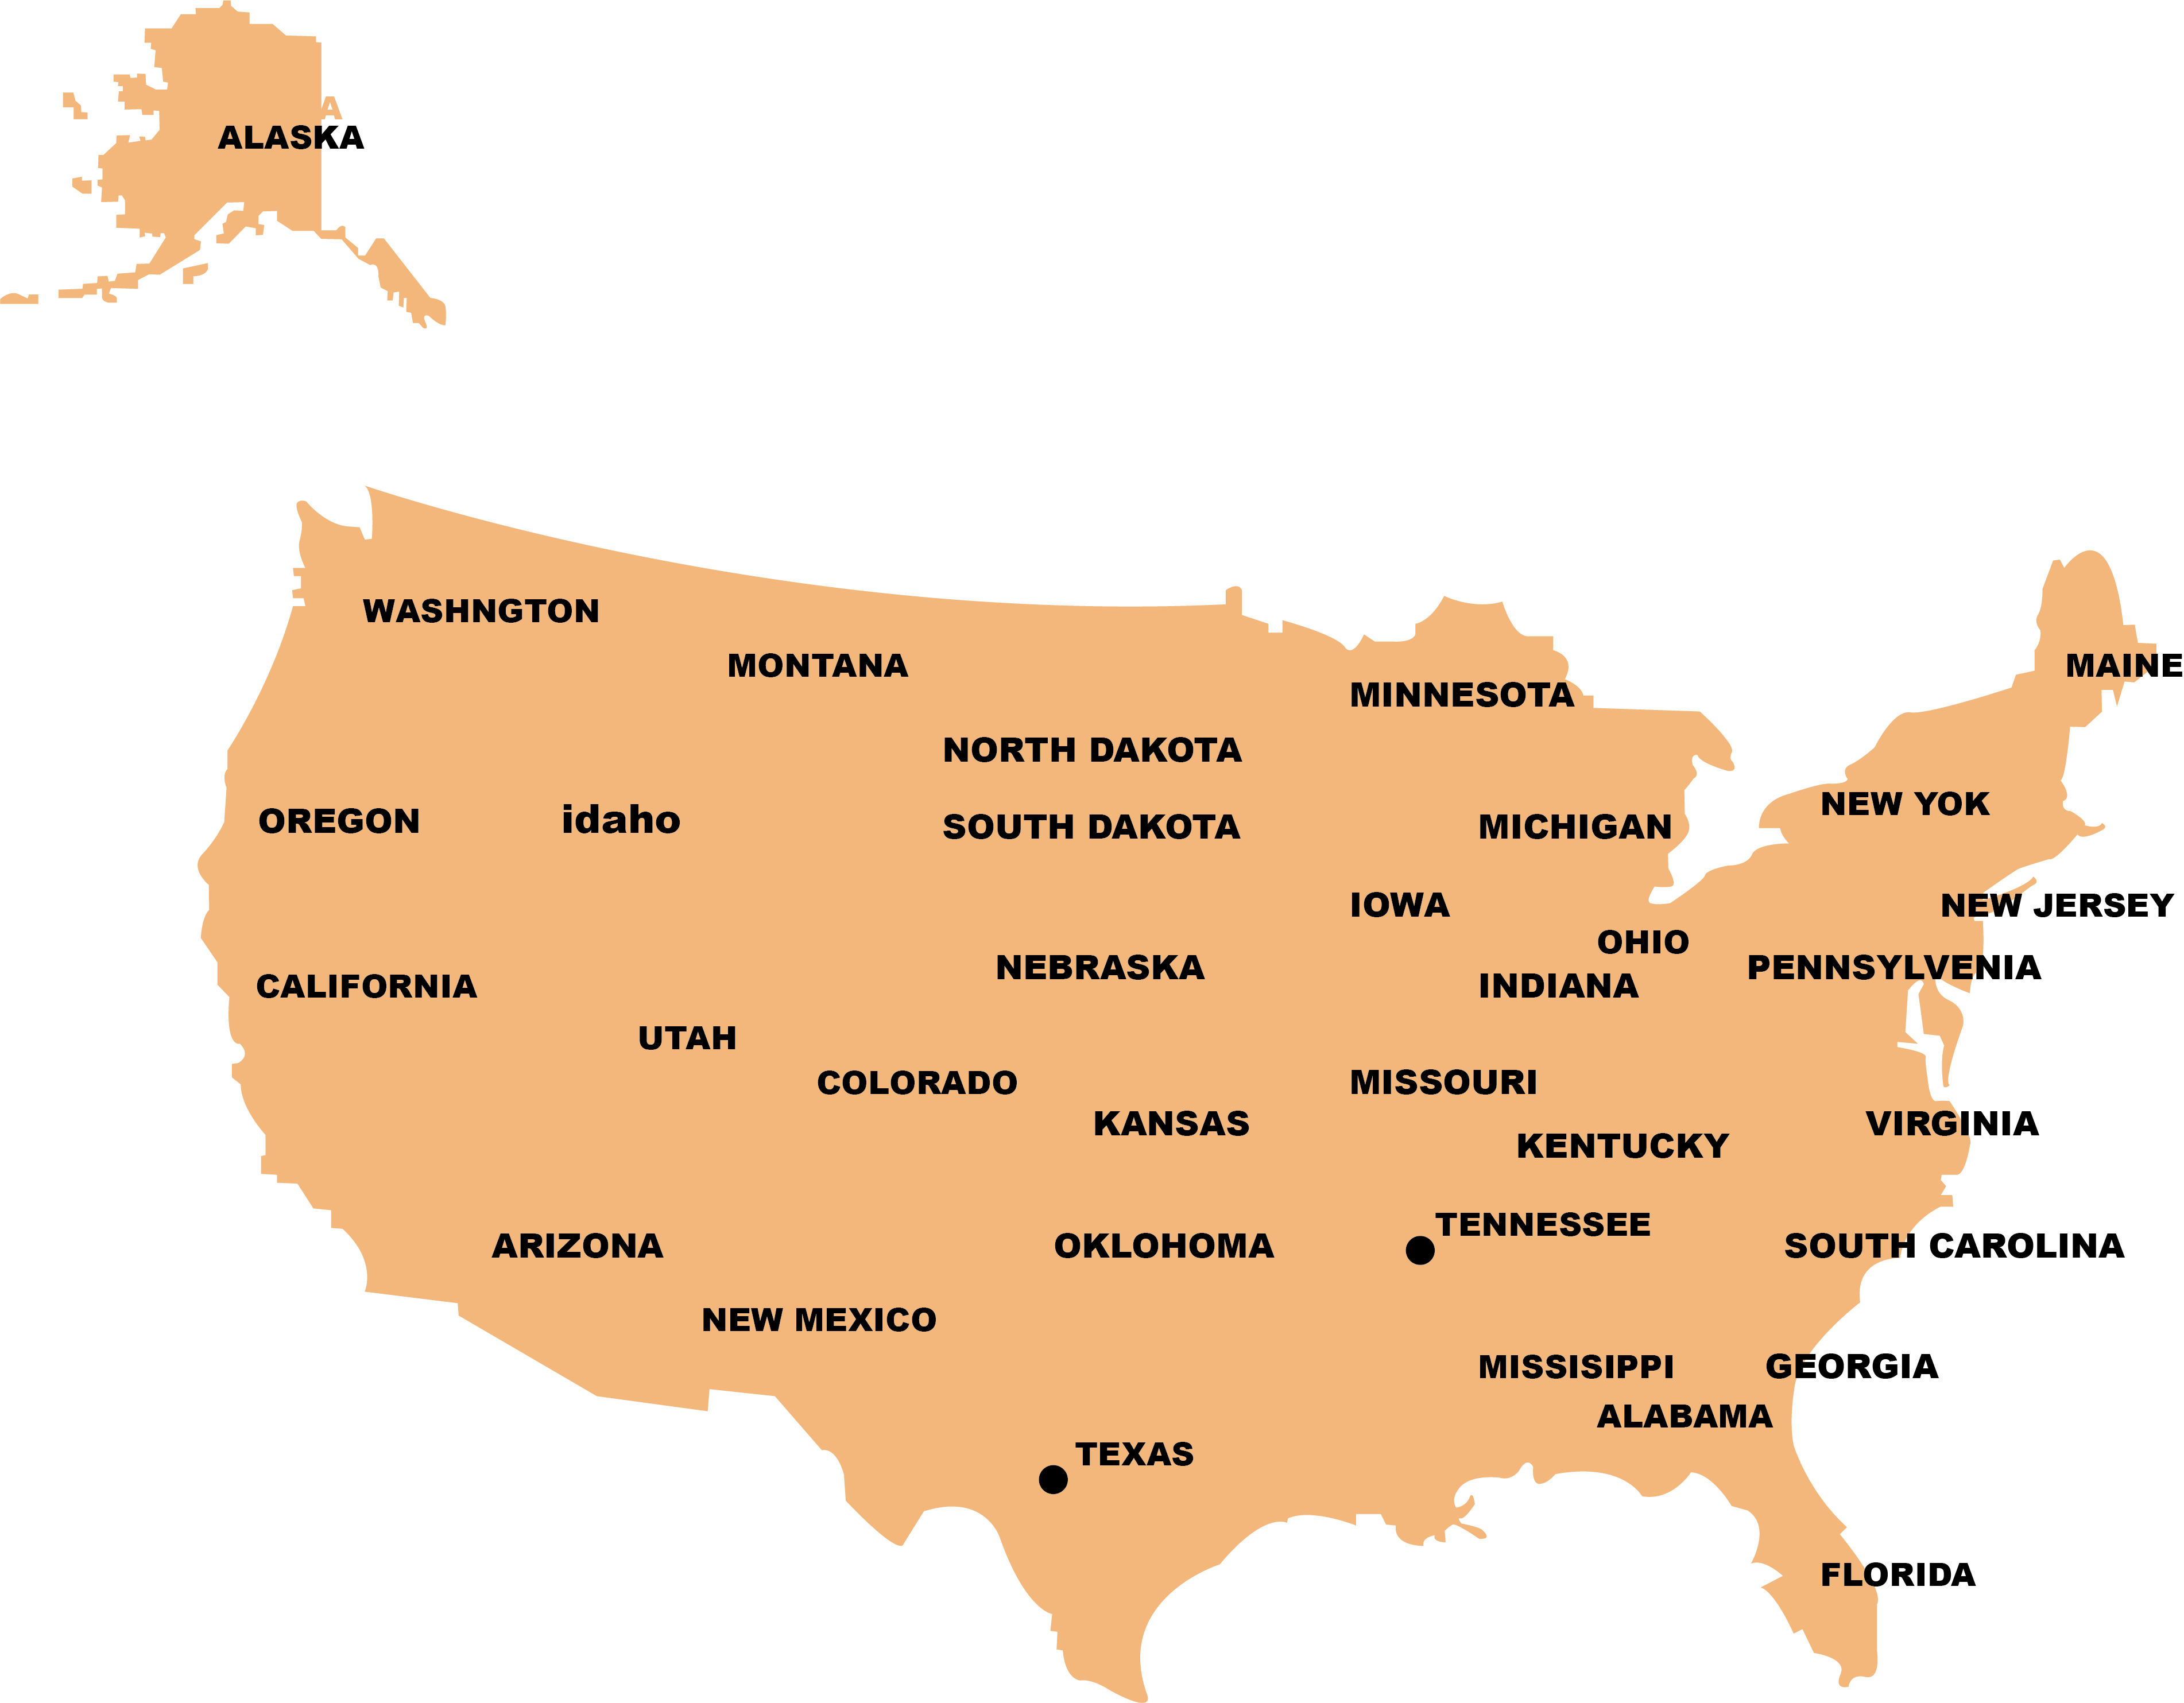 ALASKA
WASHNGTON
MONTANA
MAINE
MINNESOTA
NORTH DAKOTA
NEW YOK
OREGON
idaho
SOUTH DAKOTA
MICHIGAN
IOWA
NEW JERSEY
OHIO
NEBRASKA
PENNSYLVENIA
CALIFORNIA
INDIANA
UTAH
COLORADO
MISSOURI
KANSAS
VIRGINIA
KENTUCKY
TENNESSEE
ARIZONA
OKLOHOMA
SOUTH CAROLINA
NEW MEXICO
MISSISIPPI
GEORGIA
ALABAMA
TEXAS
FLORIDA